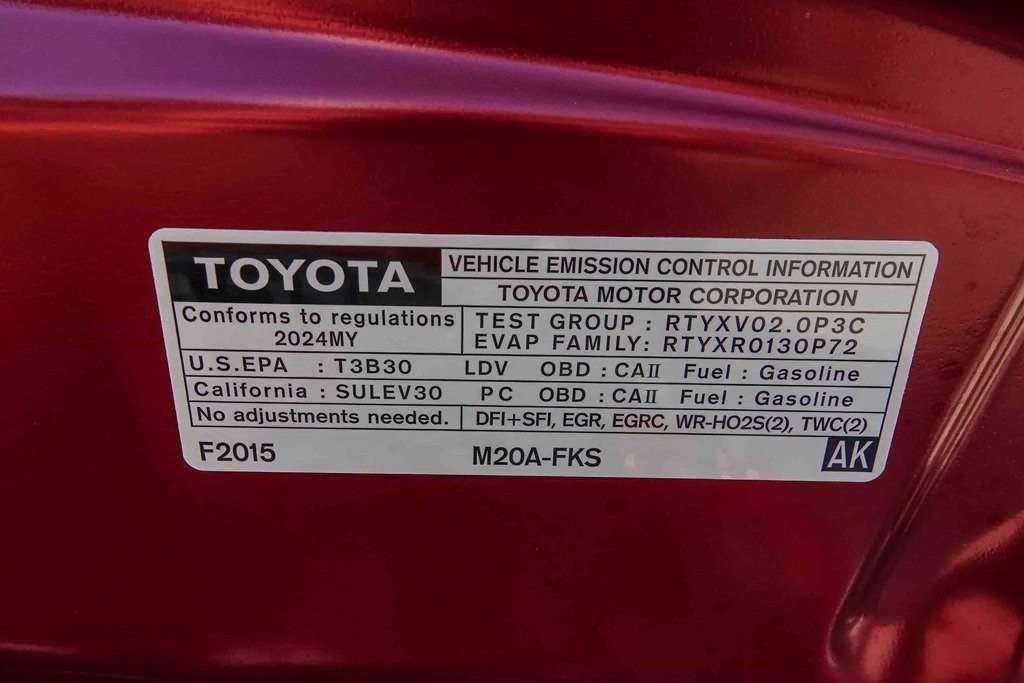 TOYOTA
VEHICLE EMISSION CONTROL INFORMATION
TOYOTA MOTOR CORPORATION
Conforms to regulations
2024MY
TEST GROUP : RTYXV02.0P3C
EVAP FAMILY: RTYXR0130P72
U.S.EPA : T3B30 LDV OBD : CAII Fuel : Gasoline
California : SULEV30 PC OBD : CAII Fuel : Gasoline
No adjustments needed. DFI+SFI, EGR, EGRC, WR-HO2S(2), TWC(2)
F2015 M20A-FKS AK